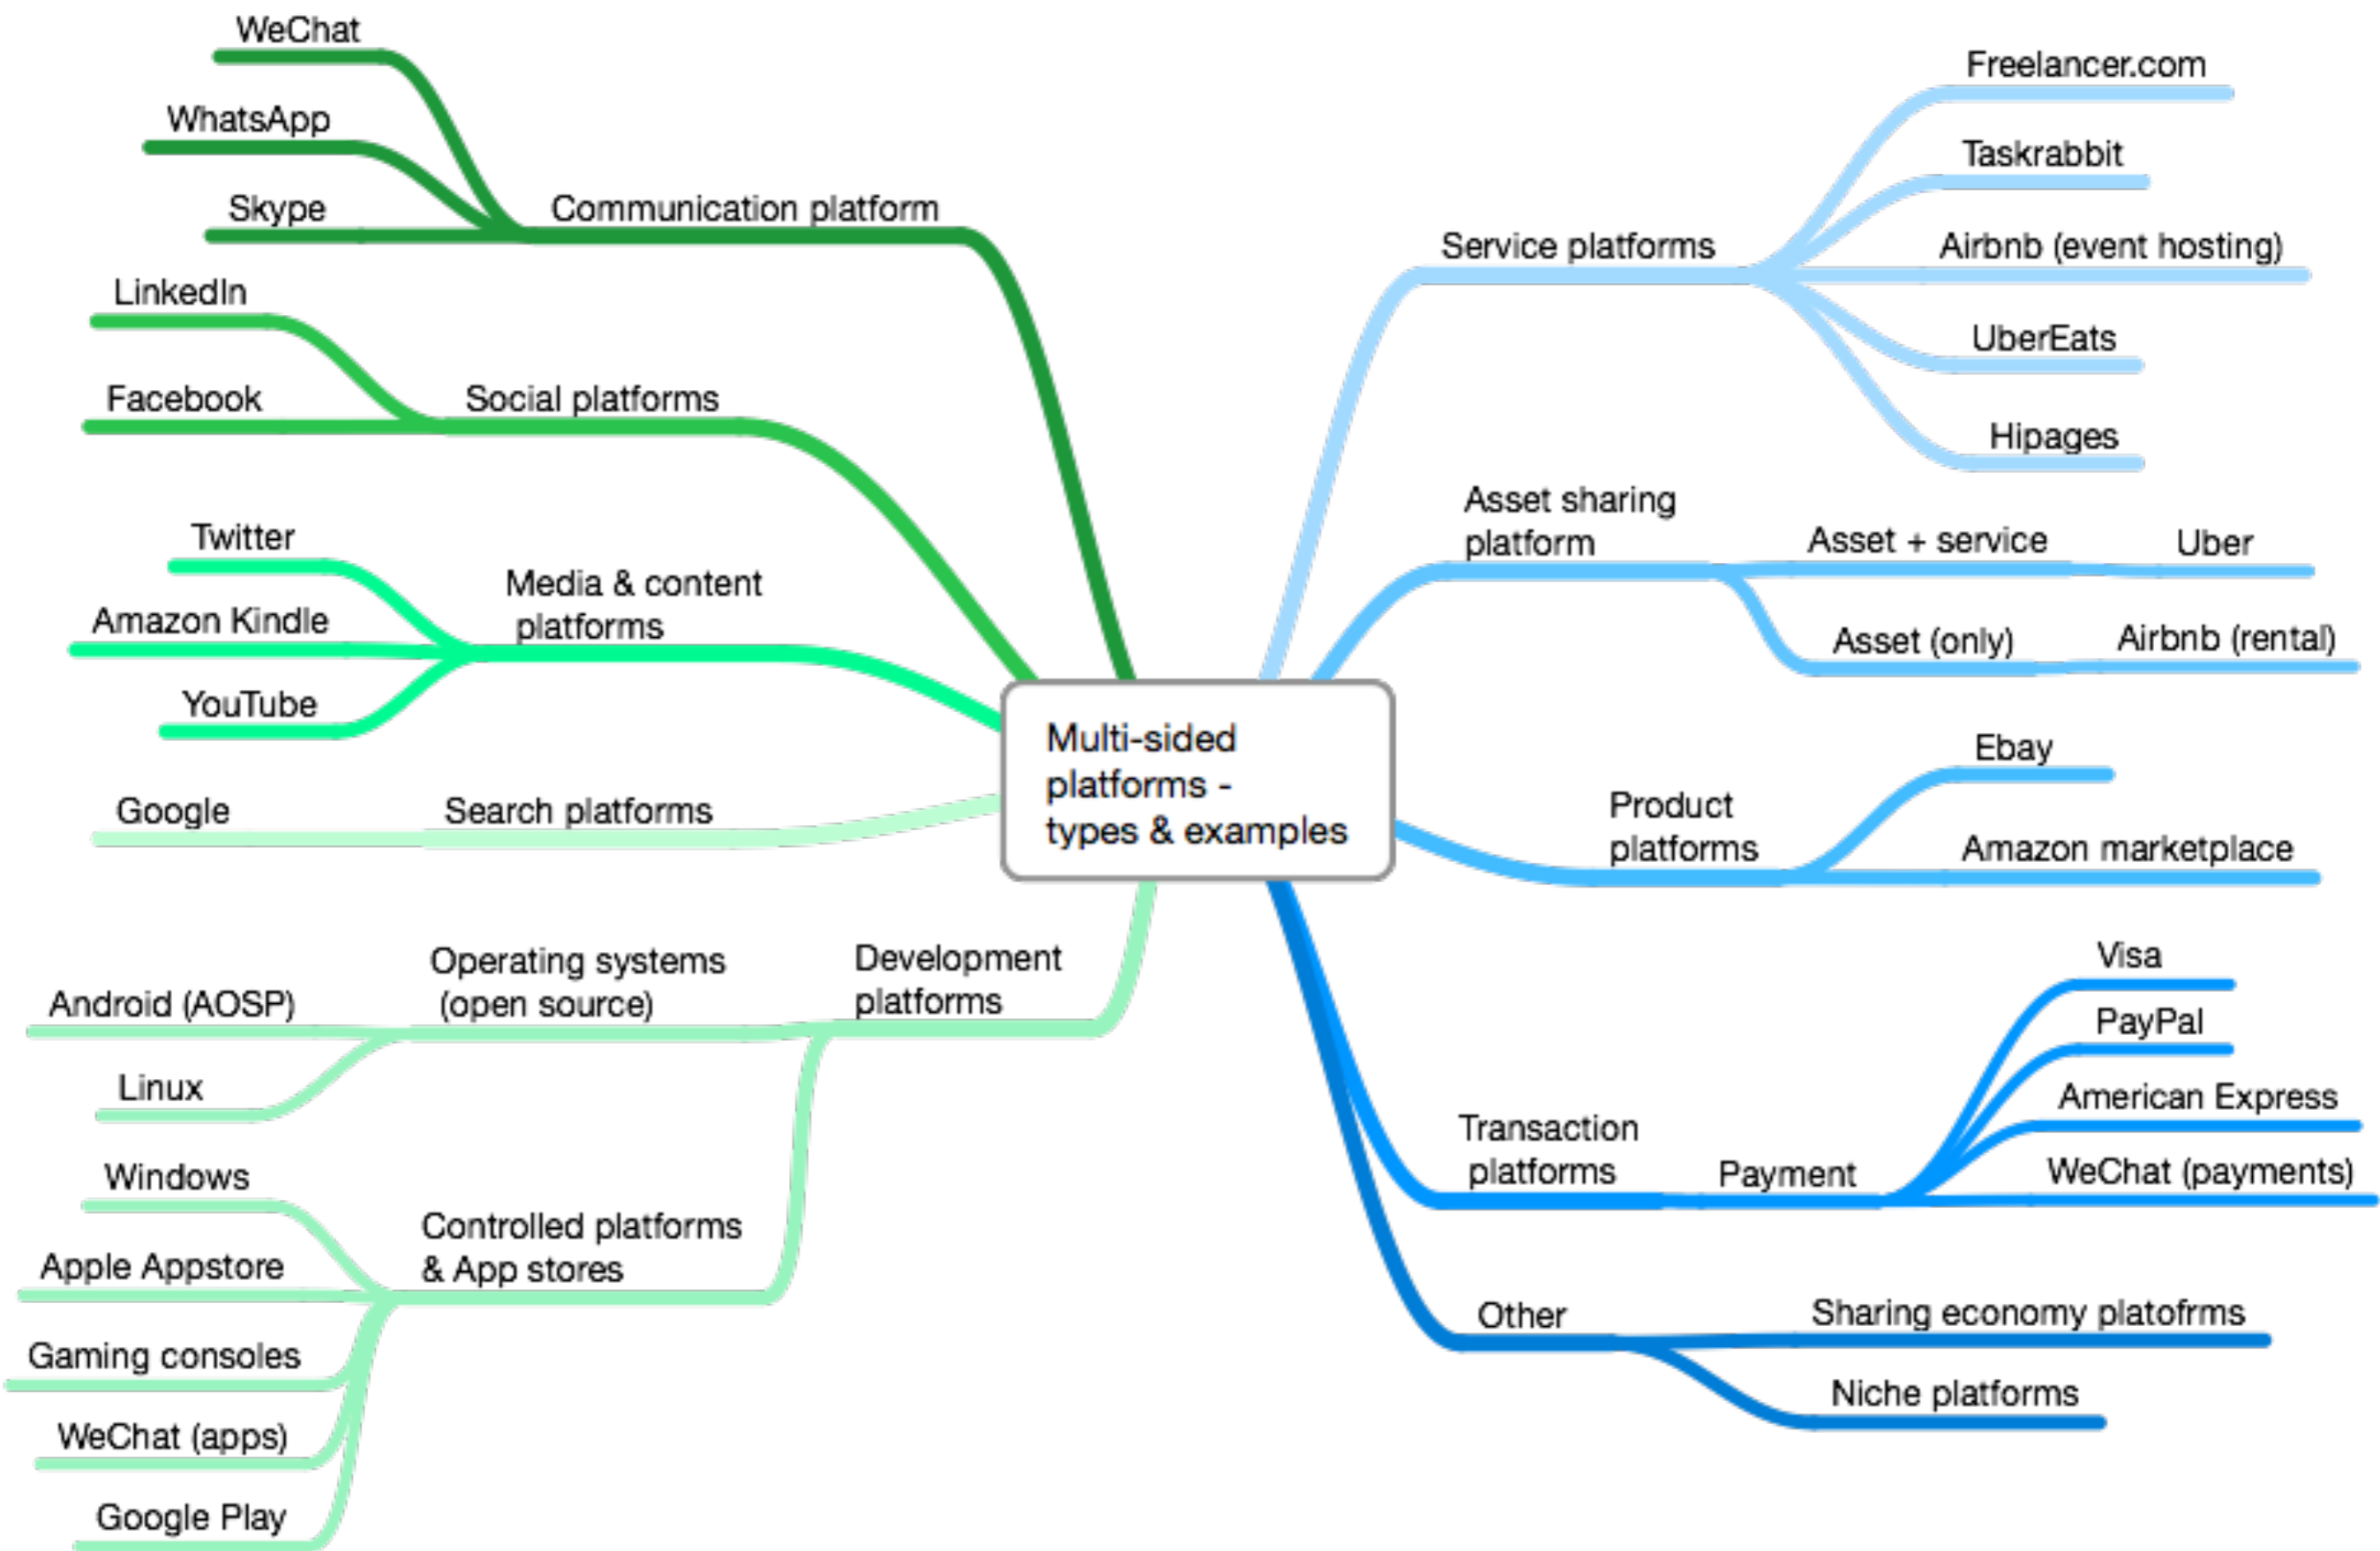 WeChat
WhatsApp
Skype
Communication platform
LinkedIn
Facebook
Social platforms
Twitter
Amazon Kindle
YouTube
Media & content
platforms
Google
Search platforms
Development
platforms
Operating systems
(open source)
Android (AOSP)
Linux
Controlled platforms
& App stores
Windows
Apple Appstore
Gaming consoles
WeChat (apps)
Google Play
Multi-sided
platforms -
types & examples
Service platforms
Freelancer.com
Taskrabbit
Airbnb (event hosting)
UberEats
Hipages
Asset sharing
platform
Asset + service
Uber
Asset (only)
Airbnb (rental)
Product
platforms
Ebay
Amazon marketplace
Transaction
platforms
Payment
Visa
PayPal
American Express
WeChat (payments)
Other
Sharing economy platofrms
Niche platforms